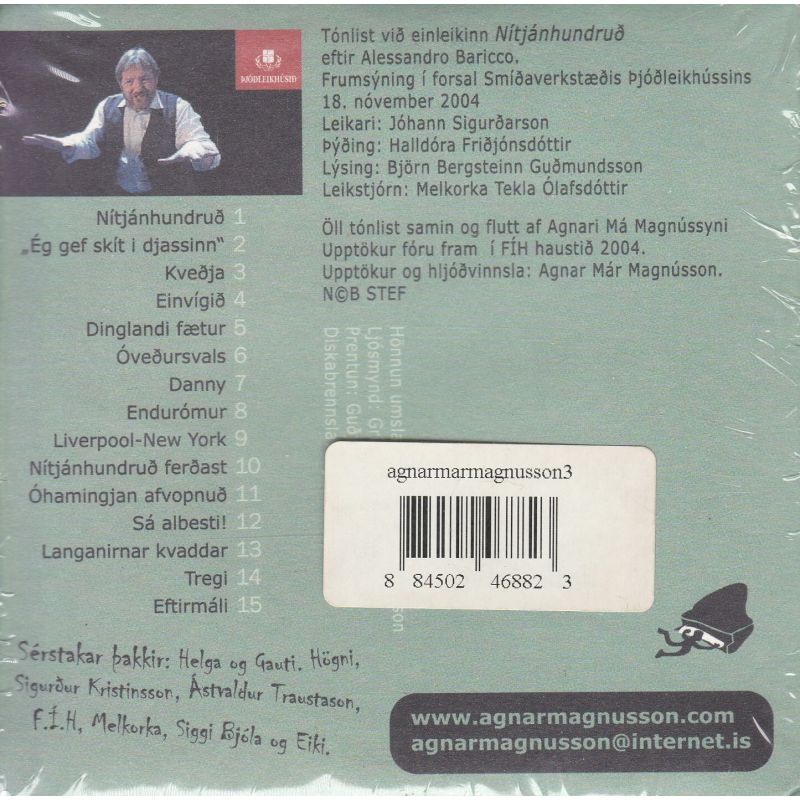 ÞJÓÐLEIKHÚSIÐ
Tónlist við einleikinn Nítjánhundruð
eftir Alessandro Baricco.
Frumsýning í forsal Smíðaverkstæðis Þjóðleikhússins
18. nóvember 2004
Leikari: Jóhann Sigurðarson
Þýðing: Halldóra Friðjónsdóttir
Lýsing: Björn Bergsteinn Guðmundsson
Leikstjórn: Melkorka Tekla Ólafsdóttir
Öll tónlist samin og flutt af Agnari Má Magnússyni
Upptökur fóru fram í FÍH haustið 2004.
Upptökur og hljóðvinnsla: Agnar Már Magnússon.
N©B STEF
Nítjánhundruð 1
„Ég gef skít i djassinn“ 2
Kveðja 3
Einvígið 4
Dinglandi fætur 5
Óveðursvals 6
Danny 7
Endurómur 8
Liverpool-New York 9
Nítjánhundruð ferðast 10
Óhamingjan afvopnuð 11
Sá albesti! 12
Langanirnar kvaddar 13
Tregi 14
Eftirmáli 15
Hönnun
Ljósmynd:
Prentun:
agnarmarmagnusson3
8 84502 46882 3
Sérstakar þakkir: Helga og Gauti. Högni,
Sigurður Kristinsson, Ástvaldur Traustason,
F.Í.H, Melkorka, Siggi Bjóla og Eiki.
www.agnarmagnusson.com
agnarmagnusson@internet.is